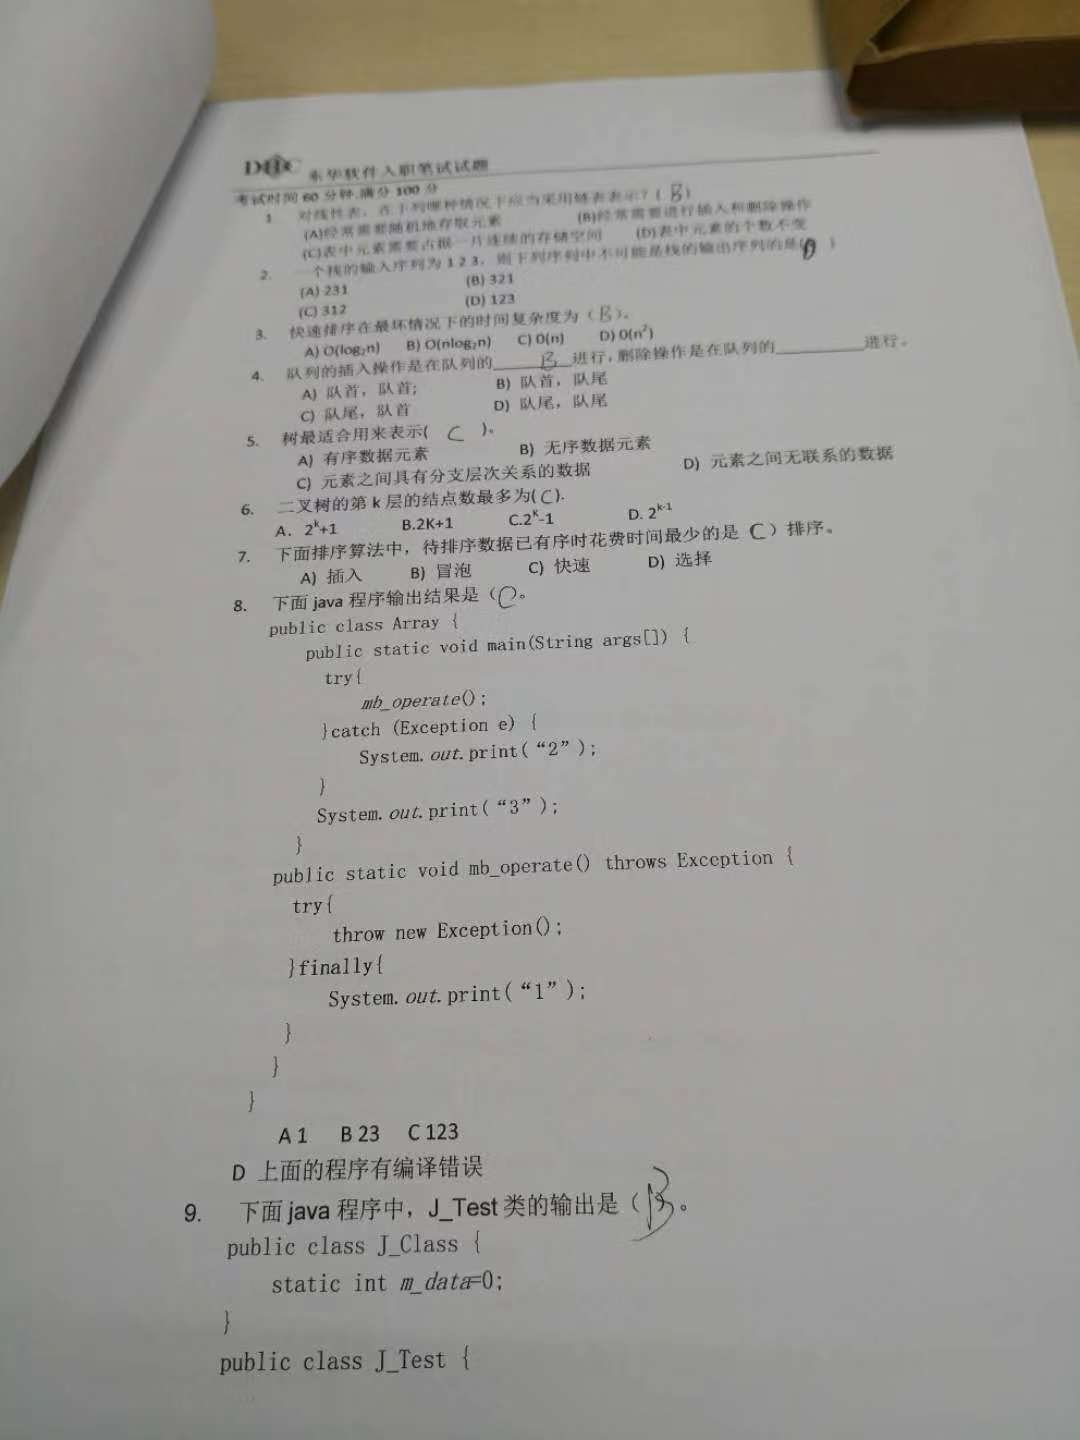 DHC 东华软件入职笔试试题
考试时间 60 分钟.满分 100 分
1 对线性表，在下列哪种情况下应当采用链表表示？( B )
(A)经常需要随机地存取元素 (B)经常需要进行插入和删除操作
(C)表中元素需要占据一片连续的存储空间 (D)表中元素的个数不变
2. 一个栈的输入序列为 1 2 3，则下列序列中不可能是栈的输出序列的是( )
(A) 231 (B) 321
(C) 312 (D) 123
3. 快速排序在最坏情况下的时间复杂度为（ B ）。
A) O(log₂n) B) O(nlog₂n) C) O(n) D) O(n²)
4. 队列的插入操作是在队列的____B__进行，删除操作是在队列的________进行。
A) 队首，队首; B) 队首，队尾
C) 队尾，队首 D) 队尾，队尾
5. 树最适合用来表示( C )。
A) 有序数据元素 B) 无序数据元素
C) 元素之间具有分支层次关系的数据 D) 元素之间无联系的数据
6. 二叉树的第 k 层的结点数最多为( C ).
A. 2ᵏ+1 B.2K+1 C.2ᴷ-1 D. 2ᵏ⁻¹
7. 下面排序算法中，待排序数据已有序时花费时间最少的是 C ）排序。
A) 插入 B) 冒泡 C) 快速 D) 选择
8. 下面 java 程序输出结果是（ 。
public class Array {
public static void main(String args[]) {
try{
mb_operate();
}catch (Exception e) {
System.out.print(“2”);
}
System.out.print(“3”);
}
public static void mb_operate() throws Exception {
try{
throw new Exception();
}finally{
System.out.print(“1”);
}
}
}
A 1 B 23 C 123
D 上面的程序有编译错误
9. 下面 java 程序中，J_Test 类的输出是（ B 。
public class J_Class {
static int m_data=0;
}
public class J_Test {